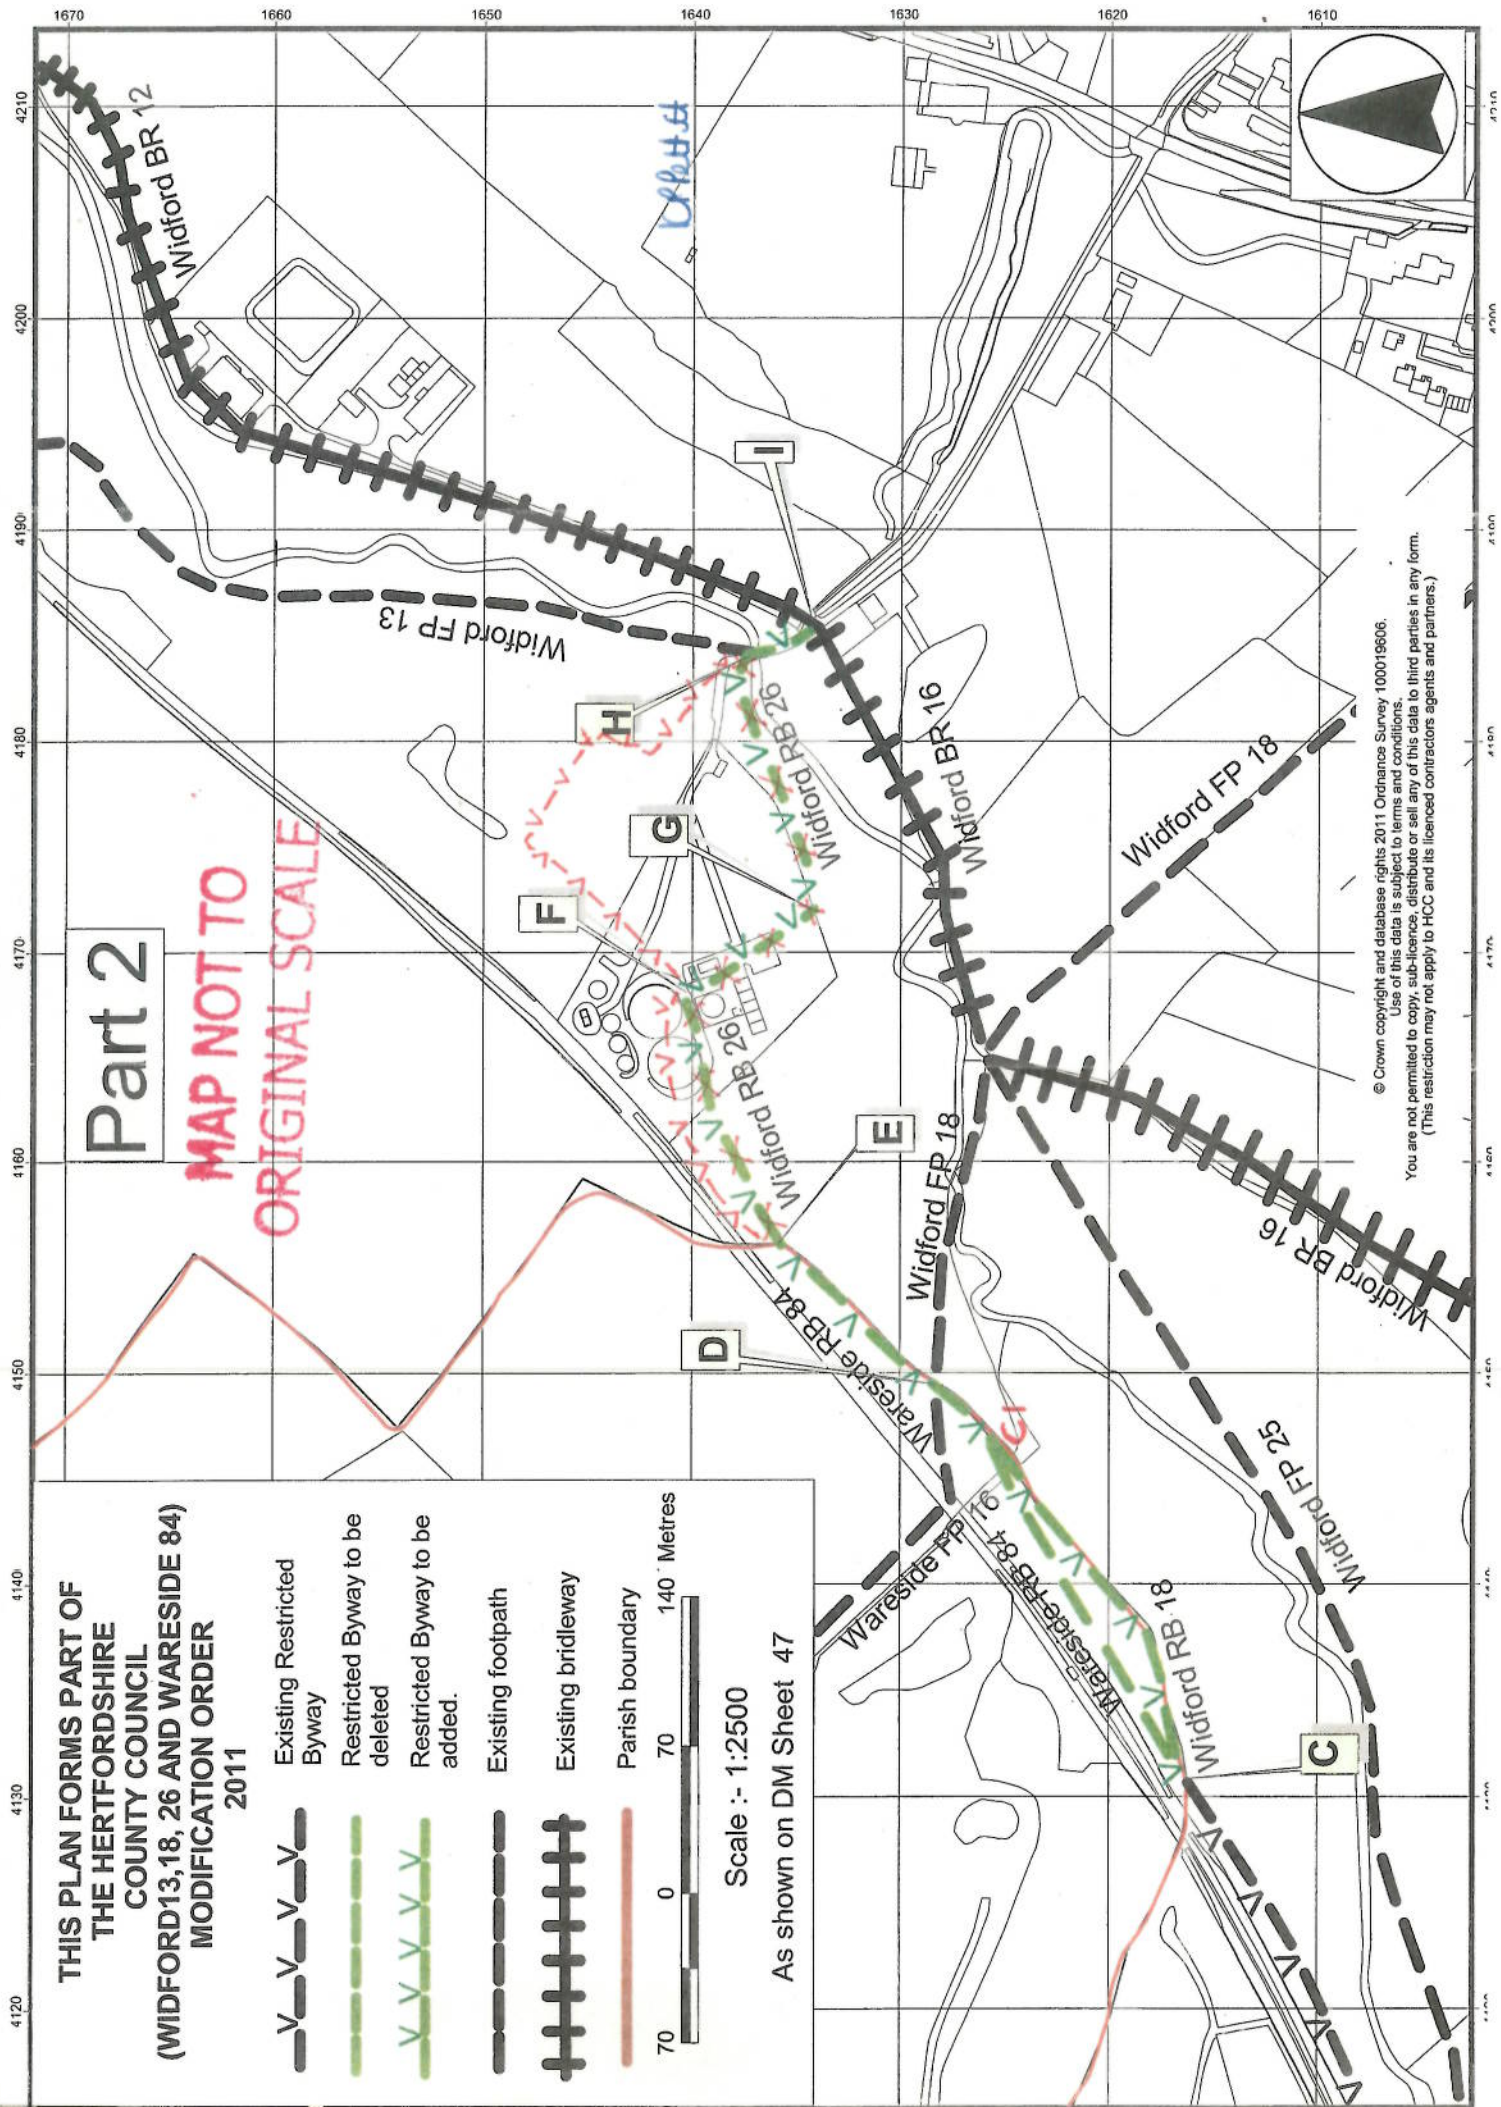 THIS PLAN FORMS PART OF
THE HERTFORDSHIRE
COUNTY COUNCIL
(WIDFORD13,18, 26 AND WARESIDE 84)
MODIFICATION ORDER
2011
Existing Restricted
Byway
Restricted Byway to be
deleted
Restricted Byway to be
added.
Existing footpath
Existing bridleway
Parish boundary
70 0 70 140 Metres
Scale :- 1:2500
As shown on DM Sheet 47
Part 2
MAP NOT TO
ORIGINAL SCALE
4120 4130 4140 4150 4160 4170 4180 4190 4200 4210
1670
1660
1650
1640
1630
1620
1610
Widford BR 12
Widford FP 13
H
I
G
F
E
D
C1
C
Widford RB 26
Widford RB 26
Widford BR 16
Widford FP 18
Widford FP 18
Wareside RB 84
Wareside FP 16
Wareside RB 84
Widford RB 18
Widford FP 25
Widford BR 16
© Crown copyright and database rights 2011 Ordnance Survey 100019606.
Use of this data is subject to terms and conditions.
You are not permitted to copy, sub-licence, distribute or sell any of this data to third parties in any form.
(This restriction may not apply to HCC and its licenced contractors agents and partners.)
4190 4210